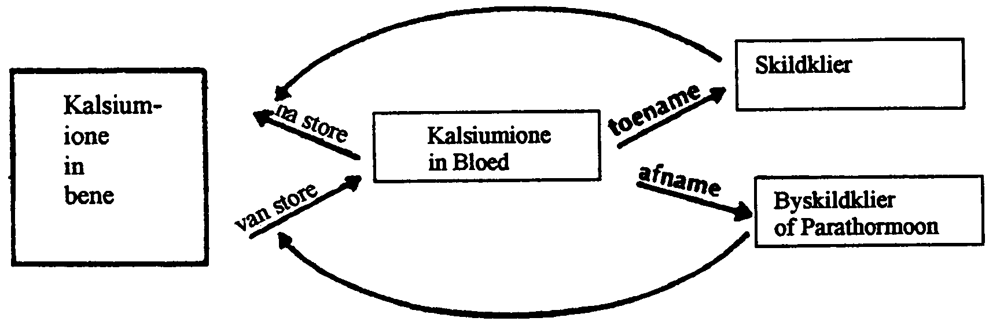 Kalsium-
ione
in
bene
na store
van store
Kalsiumione
in Bloed
toename
afname
Skildklier
Byskildklier
of Parathormoon